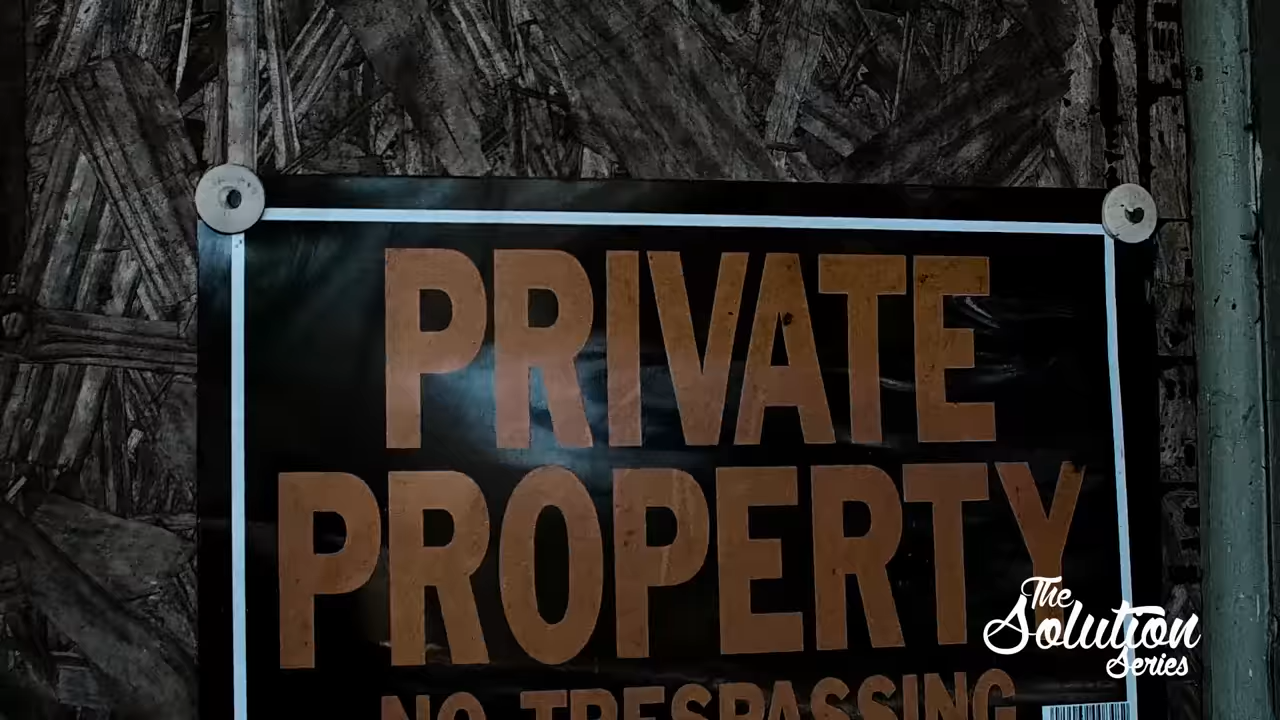 PRIVATE
PROPERTY
NO TRESPASSING
The
Solution
Series